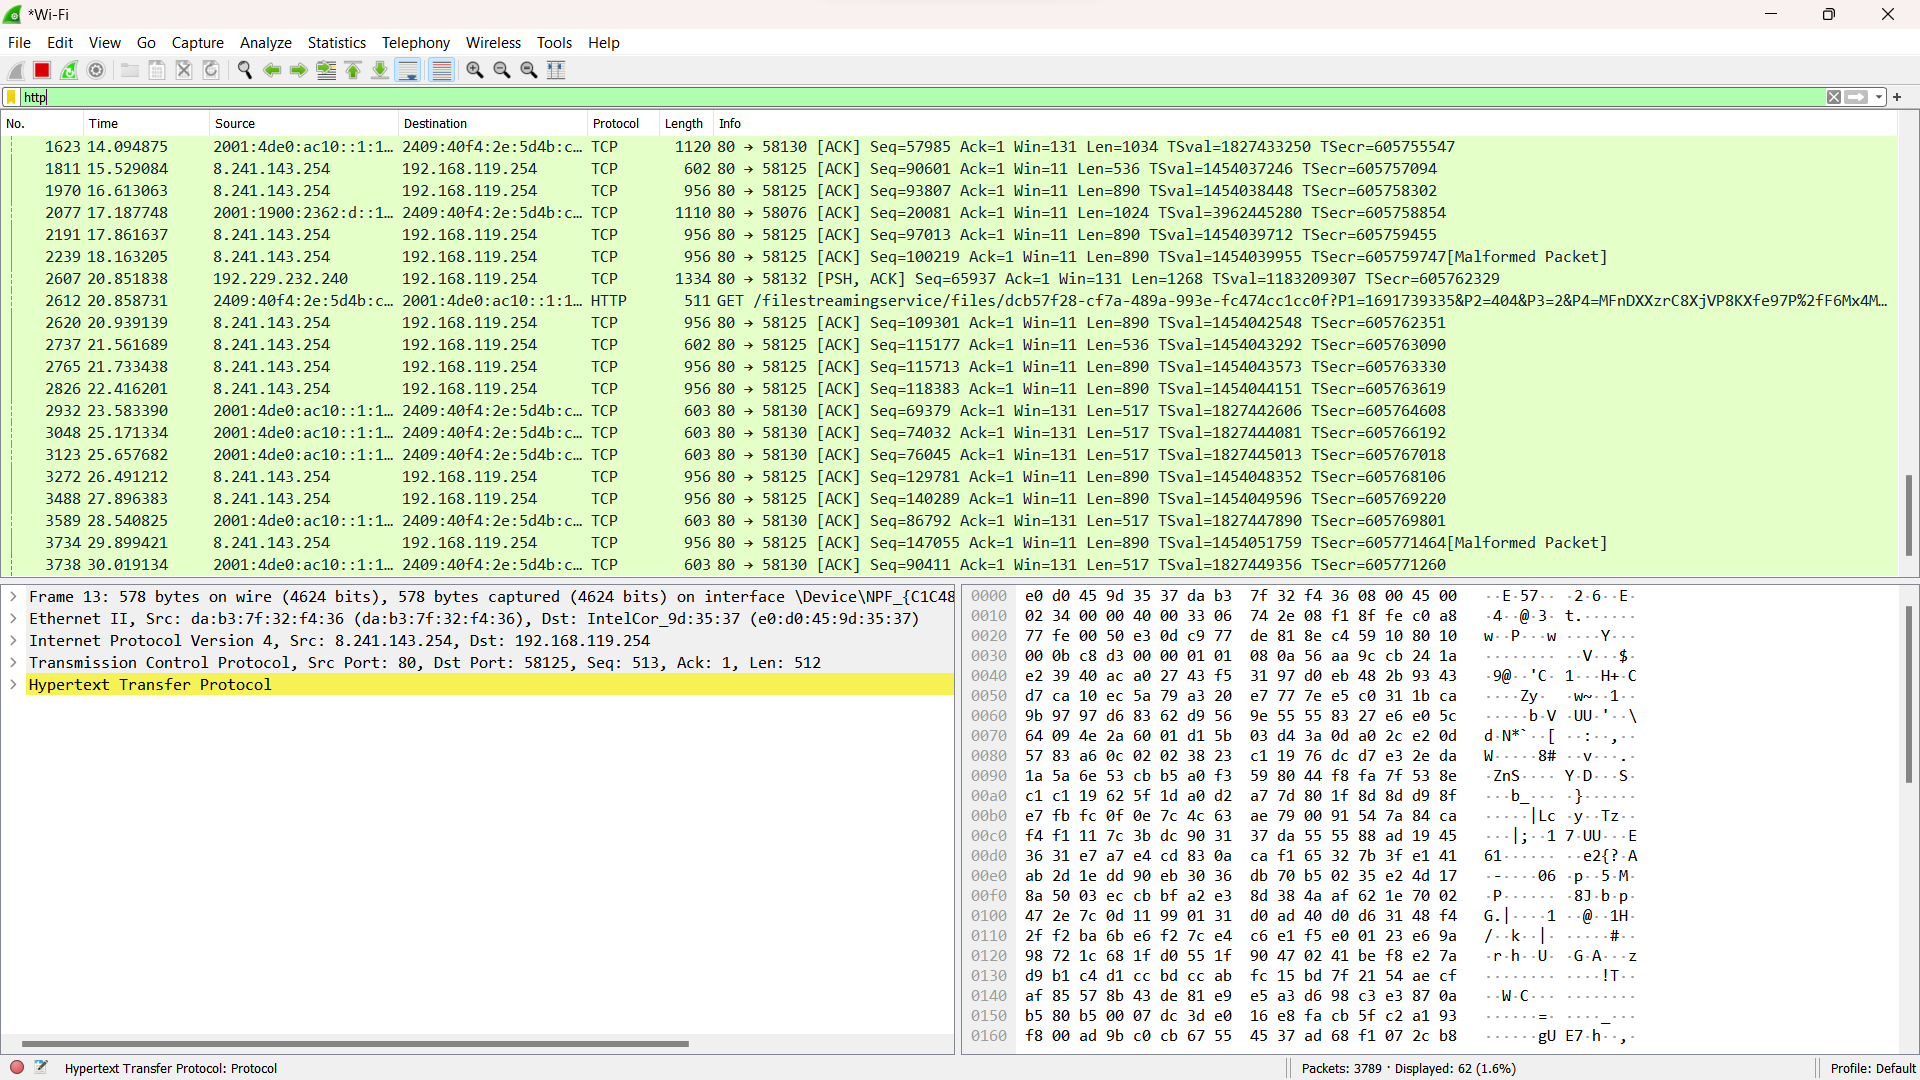 *Wi-Fi
File Edit View Go Capture Analyze Statistics Telephony Wireless Tools Help
http
No. Time Source Destination Protocol Length Info
1623 14.094875 2001:4de0:ac10::1:1… 2409:40f4:2e:5d4b:c… TCP 1120 80 → 58130 [ACK] Seq=57985 Ack=1 Win=131 Len=1034 TSval=1827433250 TSecr=605755547
1811 15.529084 8.241.143.254 192.168.119.254 TCP 602 80 → 58125 [ACK] Seq=90601 Ack=1 Win=11 Len=536 TSval=1454037246 TSecr=605757094
1970 16.613063 8.241.143.254 192.168.119.254 TCP 956 80 → 58125 [ACK] Seq=93807 Ack=1 Win=11 Len=890 TSval=1454038448 TSecr=605758302
2077 17.187748 2001:1900:2362:d::1… 2409:40f4:2e:5d4b:c… TCP 1110 80 → 58076 [ACK] Seq=20081 Ack=1 Win=11 Len=1024 TSval=3962445280 TSecr=605758854
2191 17.861637 8.241.143.254 192.168.119.254 TCP 956 80 → 58125 [ACK] Seq=97013 Ack=1 Win=11 Len=890 TSval=1454039712 TSecr=605759455
2239 18.163205 8.241.143.254 192.168.119.254 TCP 956 80 → 58125 [ACK] Seq=100219 Ack=1 Win=11 Len=890 TSval=1454039955 TSecr=605759747[Malformed Packet]
2607 20.851838 192.229.232.240 192.168.119.254 TCP 1334 80 → 58132 [PSH, ACK] Seq=65937 Ack=1 Win=131 Len=1268 TSval=1183209307 TSecr=605762329
2612 20.858731 2409:40f4:2e:5d4b:c… 2001:4de0:ac10::1:1… HTTP 511 GET /filestreamingservice/files/dcb57f28-cf7a-489a-993e-fc474cc1cc0f?P1=1691739335&P2=404&P3=2&P4=MFnDXXzrC8XjVP8KXfe97P%2fF6Mx4M…
2620 20.939139 8.241.143.254 192.168.119.254 TCP 956 80 → 58125 [ACK] Seq=109301 Ack=1 Win=11 Len=890 TSval=1454042548 TSecr=605762351
2737 21.561689 8.241.143.254 192.168.119.254 TCP 602 80 → 58125 [ACK] Seq=115177 Ack=1 Win=11 Len=536 TSval=1454043292 TSecr=605763090
2765 21.733438 8.241.143.254 192.168.119.254 TCP 956 80 → 58125 [ACK] Seq=115713 Ack=1 Win=11 Len=890 TSval=1454043573 TSecr=605763330
2826 22.416201 8.241.143.254 192.168.119.254 TCP 956 80 → 58125 [ACK] Seq=118383 Ack=1 Win=11 Len=890 TSval=1454044151 TSecr=605763619
2932 23.583390 2001:4de0:ac10::1:1… 2409:40f4:2e:5d4b:c… TCP 603 80 → 58130 [ACK] Seq=69379 Ack=1 Win=131 Len=517 TSval=1827442606 TSecr=605764608
3048 25.171334 2001:4de0:ac10::1:1… 2409:40f4:2e:5d4b:c… TCP 603 80 → 58130 [ACK] Seq=74032 Ack=1 Win=131 Len=517 TSval=1827444081 TSecr=605766192
3123 25.657682 2001:4de0:ac10::1:1… 2409:40f4:2e:5d4b:c… TCP 603 80 → 58130 [ACK] Seq=76045 Ack=1 Win=131 Len=517 TSval=1827445013 TSecr=605767018
3272 26.491212 8.241.143.254 192.168.119.254 TCP 956 80 → 58125 [ACK] Seq=129781 Ack=1 Win=11 Len=890 TSval=1454048352 TSecr=605768106
3488 27.896383 8.241.143.254 192.168.119.254 TCP 956 80 → 58125 [ACK] Seq=140289 Ack=1 Win=11 Len=890 TSval=1454049596 TSecr=605769220
3589 28.540825 2001:4de0:ac10::1:1… 2409:40f4:2e:5d4b:c… TCP 603 80 → 58130 [ACK] Seq=86792 Ack=1 Win=131 Len=517 TSval=1827447890 TSecr=605769801
3734 29.899421 8.241.143.254 192.168.119.254 TCP 956 80 → 58125 [ACK] Seq=147055 Ack=1 Win=11 Len=890 TSval=1454051759 TSecr=605771464[Malformed Packet]
3738 30.019134 2001:4de0:ac10::1:1… 2409:40f4:2e:5d4b:c… TCP 603 80 → 58130 [ACK] Seq=90411 Ack=1 Win=131 Len=517 TSval=1827449356 TSecr=605771260
Frame 13: 578 bytes on wire (4624 bits), 578 bytes captured (4624 bits) on interface \Device\NPF_{C1C48
Ethernet II, Src: da:b3:7f:32:f4:36 (da:b3:7f:32:f4:36), Dst: IntelCor_9d:35:37 (e0:d0:45:9d:35:37)
Internet Protocol Version 4, Src: 8.241.143.254, Dst: 192.168.119.254
Transmission Control Protocol, Src Port: 80, Dst Port: 58125, Seq: 513, Ack: 1, Len: 512
Hypertext Transfer Protocol
0000 e0 d0 45 9d 35 37 da b3 7f 32 f4 36 08 00 45 00 ··E·57·· ·2·6··E·
0010 02 34 00 00 40 00 33 06 74 2e 08 f1 8f fe c0 a8 ·4··@·3· t.······
0020 77 fe 00 50 e3 0d c9 77 de 81 8e c4 59 10 80 10 w··P···w ····Y···
0030 00 0b c8 d3 00 00 01 01 08 0a 56 aa 9c cb 24 1a ········ ··V···$·
0040 e2 39 40 ac a0 27 43 f5 31 97 d0 eb 48 2b 93 43 ·9@··'C· 1···H+·C
0050 d7 ca 10 ec 5a 79 a3 20 e7 77 7e e5 c0 31 1b ca ····Zy· ·w~··1··
0060 9b 97 97 d6 83 62 d9 56 9e 55 55 83 27 e6 e0 5c ·····b·V ·UU·'··\
0070 64 09 4e 2a 60 01 d1 5b 03 d4 3a 0d a0 2c e2 0d d·N*`··[ ··:··,··
0080 57 83 a6 0c 02 02 38 23 c1 19 76 dc d7 e3 2e da W·····8# ··v···.·
0090 1a 5a 6e 53 cb b5 a0 f3 59 80 44 f8 fa 7f 53 8e ·ZnS···· Y·D···S·
00a0 c1 c1 19 62 5f 1d a0 d2 a7 7d 80 1f 8d 8d d9 8f ···b_··· ·}······
00b0 e7 fb fc 0f 0e 7c 4c 63 ae 79 00 91 54 7a 84 ca ·····|Lc ·y··Tz··
00c0 f4 f1 11 7c 3b dc 90 31 37 da 55 55 88 ad 19 45 ···|;··1 7·UU···E
00d0 36 31 e7 a7 e4 cd 83 0a ca f1 65 32 7b 3f e1 41 61······ ··e2{?·A
00e0 ab 2d 1e dd 90 eb 30 36 db 70 b5 02 35 e2 4d 17 ·-····06 ·p··5·M·
00f0 8a 50 03 ec cb bf a2 e3 8d 38 4a af 62 1e 70 02 ·P······ ·8J·b·p·
0100 47 2e 7c 0d 11 99 01 31 d0 ad 40 d0 d6 31 48 f4 G.|····1 ··@··1H·
0110 2f f2 ba 6b e6 f2 7c e4 c6 e1 f5 e0 01 23 e6 9a /··k··|· ·····#··
0120 98 72 1c 68 1f d0 55 1f 90 47 02 41 be f8 e2 7a ·r·h··U· ·G·A···z
0130 d9 b1 c4 d1 cc bd cc ab fc 15 bd 7f 21 54 ae cf ········ ····!T··
0140 af 85 57 8b 43 de 81 e9 e5 a3 d6 98 c3 e3 87 0a ··W·C··· ········
0150 b5 80 b5 00 07 dc 3d e0 16 e8 fa cb 5f c2 a1 93 ······=· ····_···
0160 f8 00 ad 9b c0 cb 67 55 45 37 ad 68 f1 07 2c b8 ······gU E7·h··,·
Hypertext Transfer Protocol: Protocol
Packets: 3789 · Displayed: 62 (1.6%)
Profile: Default